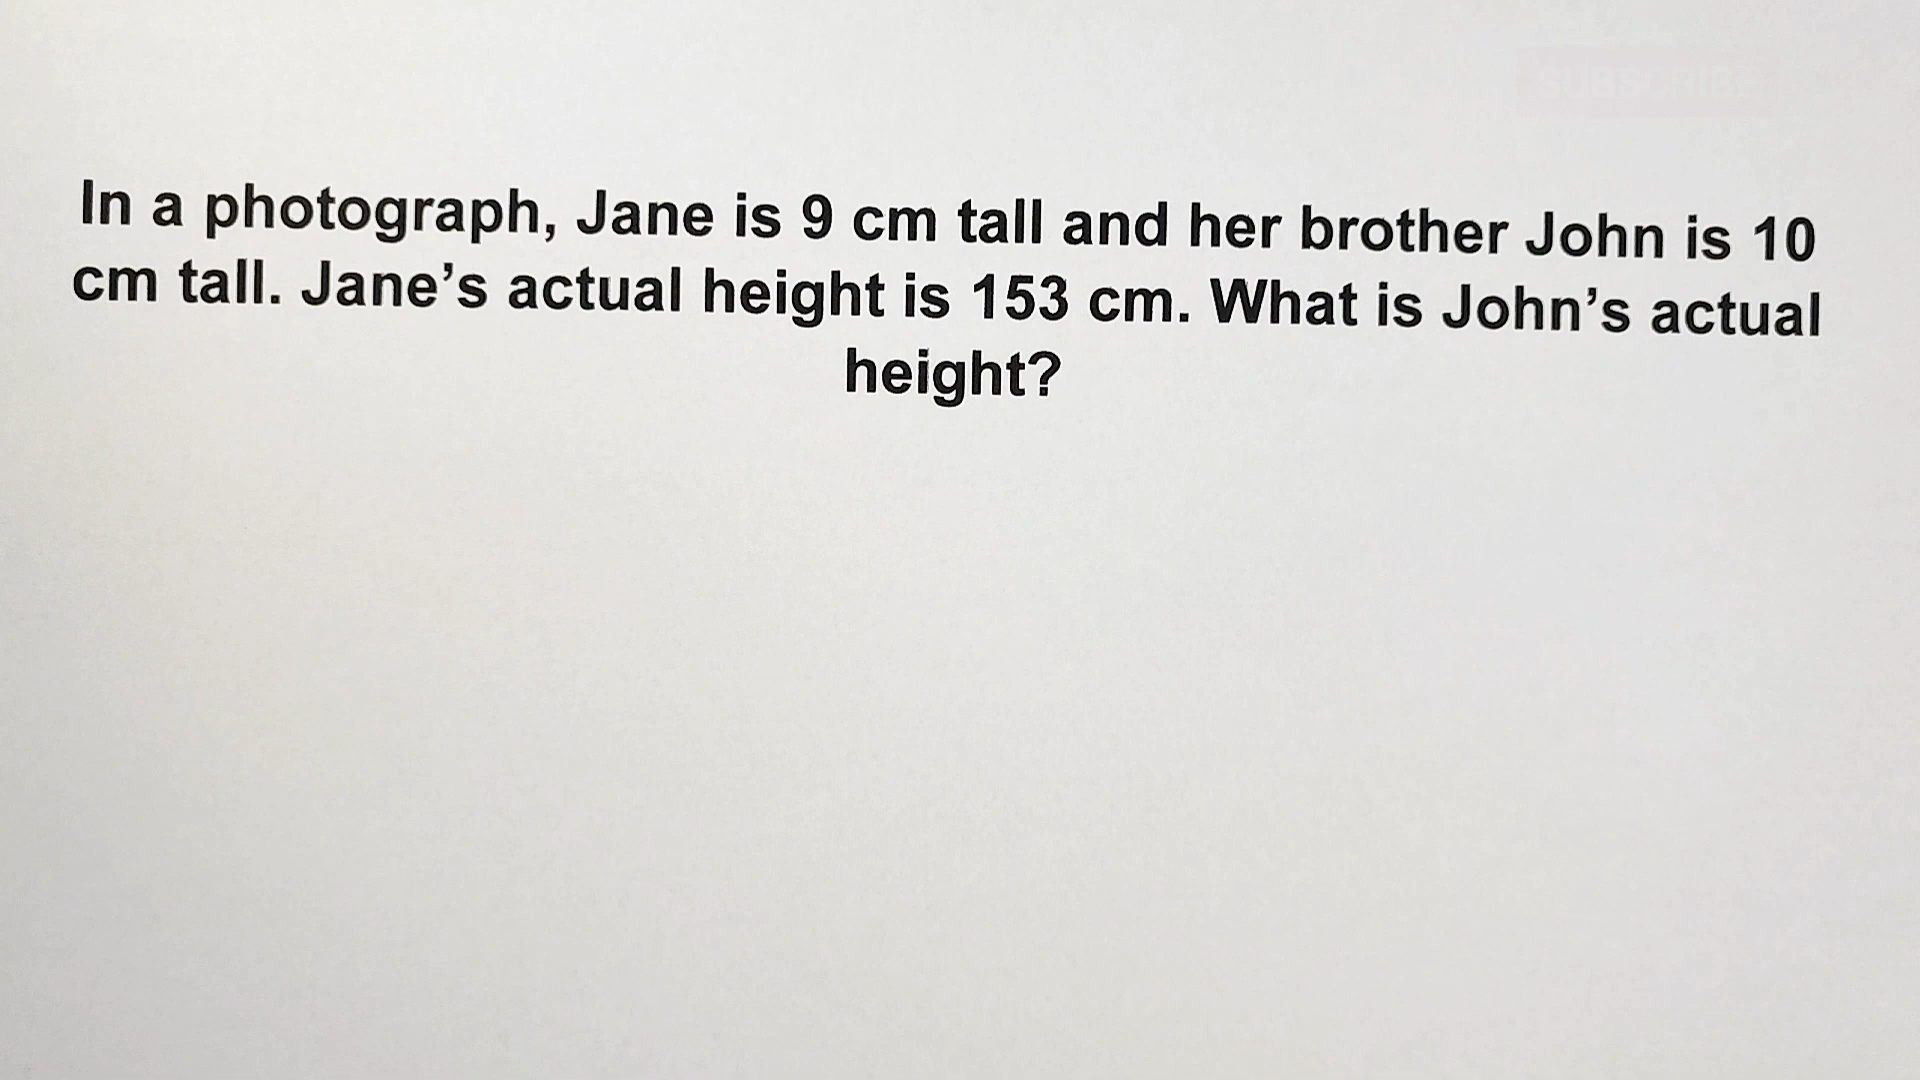 SUBSCRIBE
In a photograph, Jane is 9 cm tall and her brother John is 10
cm tall. Jane’s actual height is 153 cm. What is John’s actual
height?